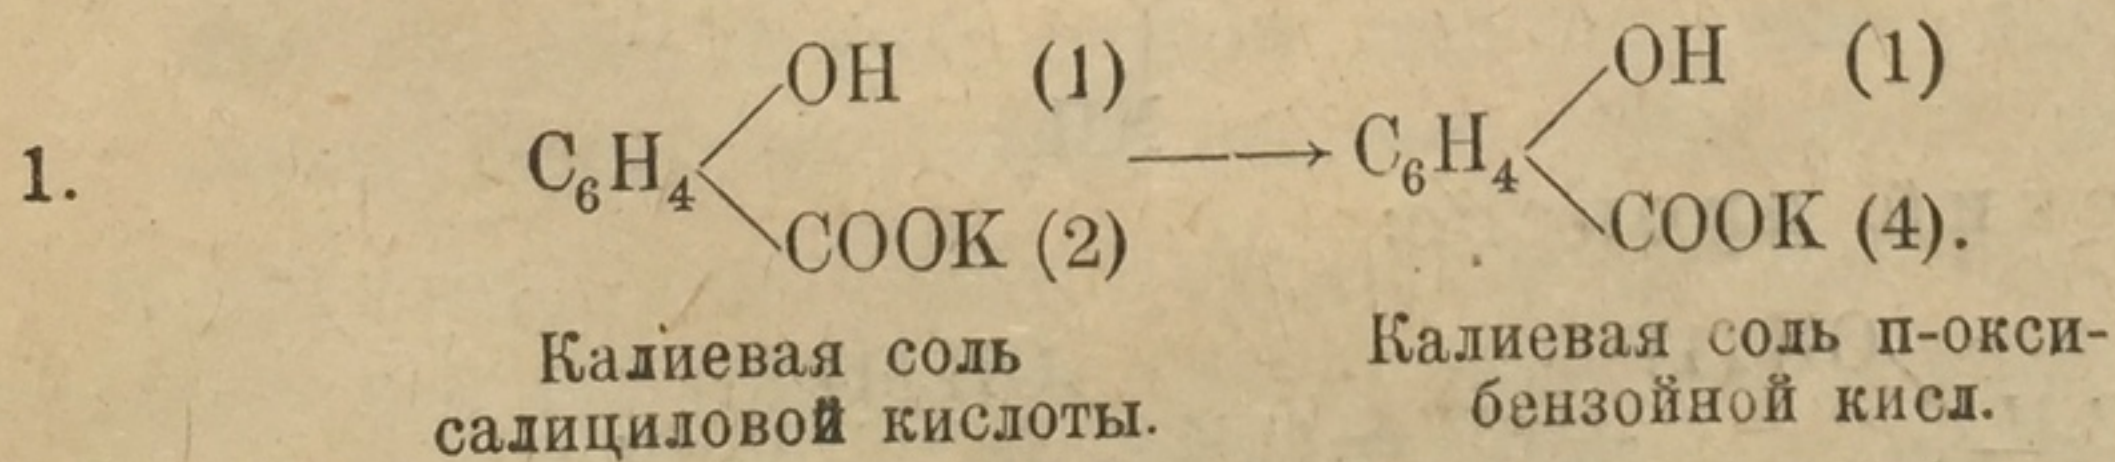 OH (1) OH (1)
1. C₆H₄ ⟶ C₆H₄
COOK (2) COOK (4).
Калиевая соль Калиевая соль п-окси-
салициловой кислоты. бензойной кисл.